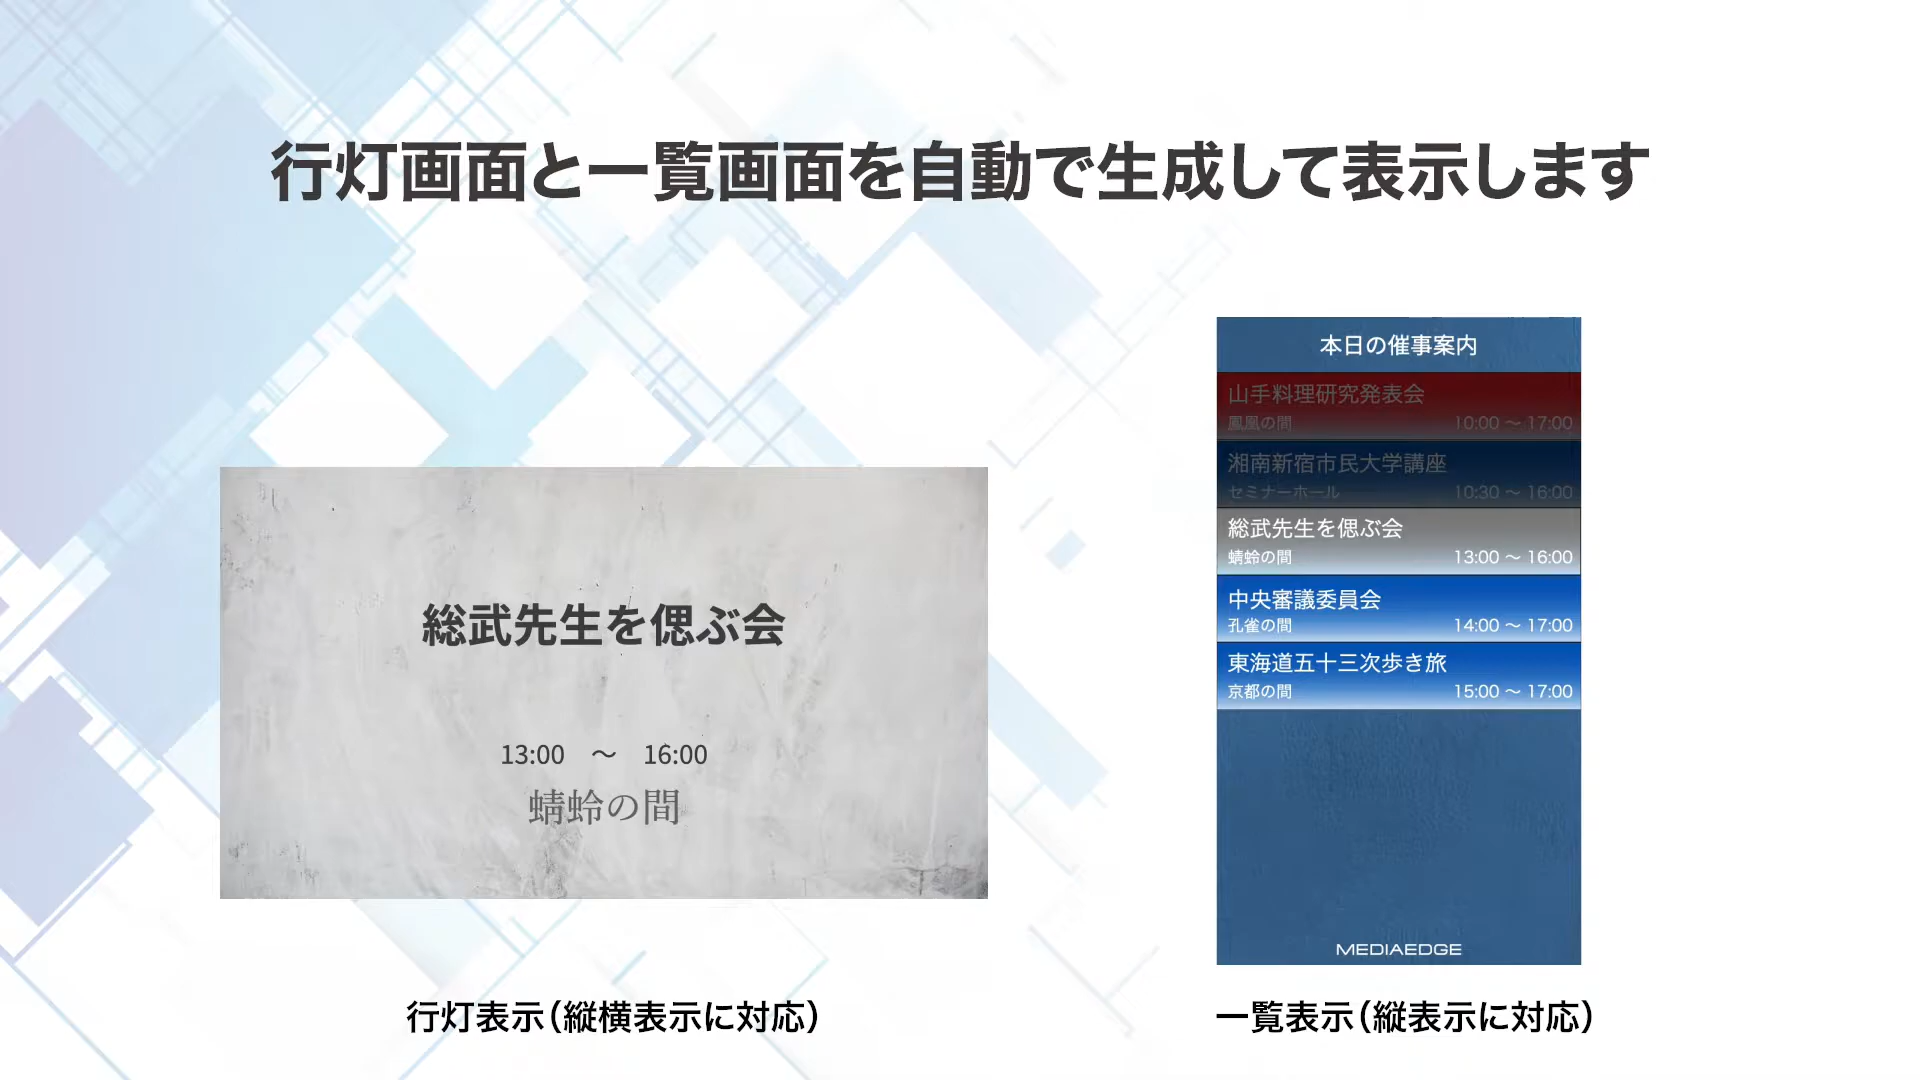 行灯画面と一覧画面を自動で生成して表示します
総武先生を偲ぶ会
13:00 ～ 16:00
蜻蛉の間
行灯表示（縦横表示に対応）
本日の催事案内
山手料理研究発表会
鳳凰の間 10:00 ～ 17:00
湘南新宿市民大学講座
セミナーホール 10:30 ～ 16:00
総武先生を偲ぶ会
蜻蛉の間 13:00 ～ 16:00
中央審議委員会
孔雀の間 14:00 ～ 17:00
東海道五十三次歩き旅
京都の間 15:00 ～ 17:00
MEDIAEDGE
一覧表示（縦表示に対応）